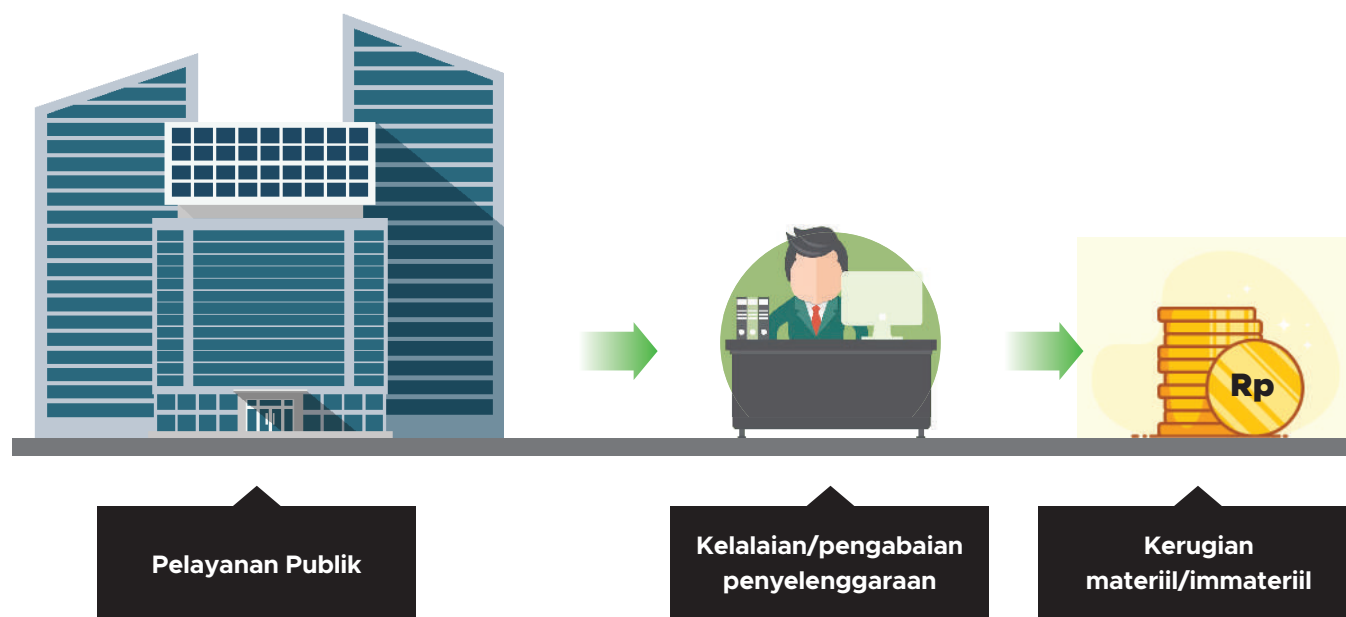 Rp
Pelayanan Publik
Kelalaian/pengabaian
penyelenggaraan
Kerugian
materiil/immateriil